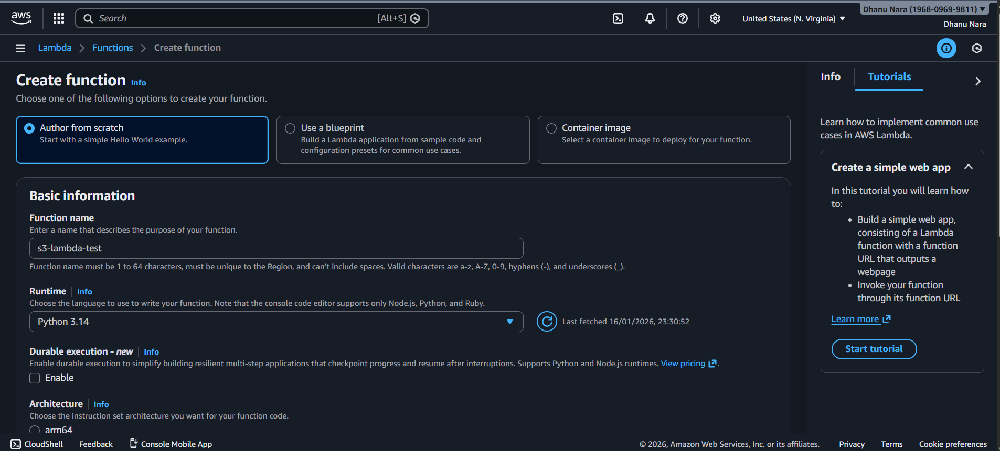 aws
Search [Alt+S]
United States (N. Virginia)
Dhanu Nara (1968-0969-9811)
Dhanu Nara
Lambda
Functions
Create function
Create function Info
Choose one of the following options to create your function.
Author from scratch
Start with a simple Hello World example.
Use a blueprint
Build a Lambda application from sample code and
configuration presets for common use cases.
Container image
Select a container image to deploy for your function.
Basic information
Function name
Enter a name that describes the purpose of your function.
s3-lambda-test
Function name must be 1 to 64 characters, must be unique to the Region, and can’t include spaces. Valid characters are a-z, A-Z, 0-9, hyphens (-), and underscores (_).
Runtime Info
Choose the language to use to write your function. Note that the console code editor supports only Node.js, Python, and Ruby.
Python 3.14
Last fetched 16/01/2026, 23:30:52
Durable execution - new Info
Enable durable execution to simplify building resilient multi-step applications that checkpoint progress and resume after interruptions. Supports Python and Node.js runtimes. View pricing .
Enable
Architecture Info
Choose the instruction set architecture you want for your function code.
arm64
Info
Tutorials
Learn how to implement common use
cases in AWS Lambda.
Create a simple web app
In this tutorial you will learn how
to:
• Build a simple web app,
consisting of a Lambda
function with a function
URL that outputs a
webpage
• Invoke your function
through its function URL
Learn more
Start tutorial
CloudShell
Feedback
Console Mobile App
© 2026, Amazon Web Services, Inc. or its affiliates.
Privacy
Terms
Cookie preferences